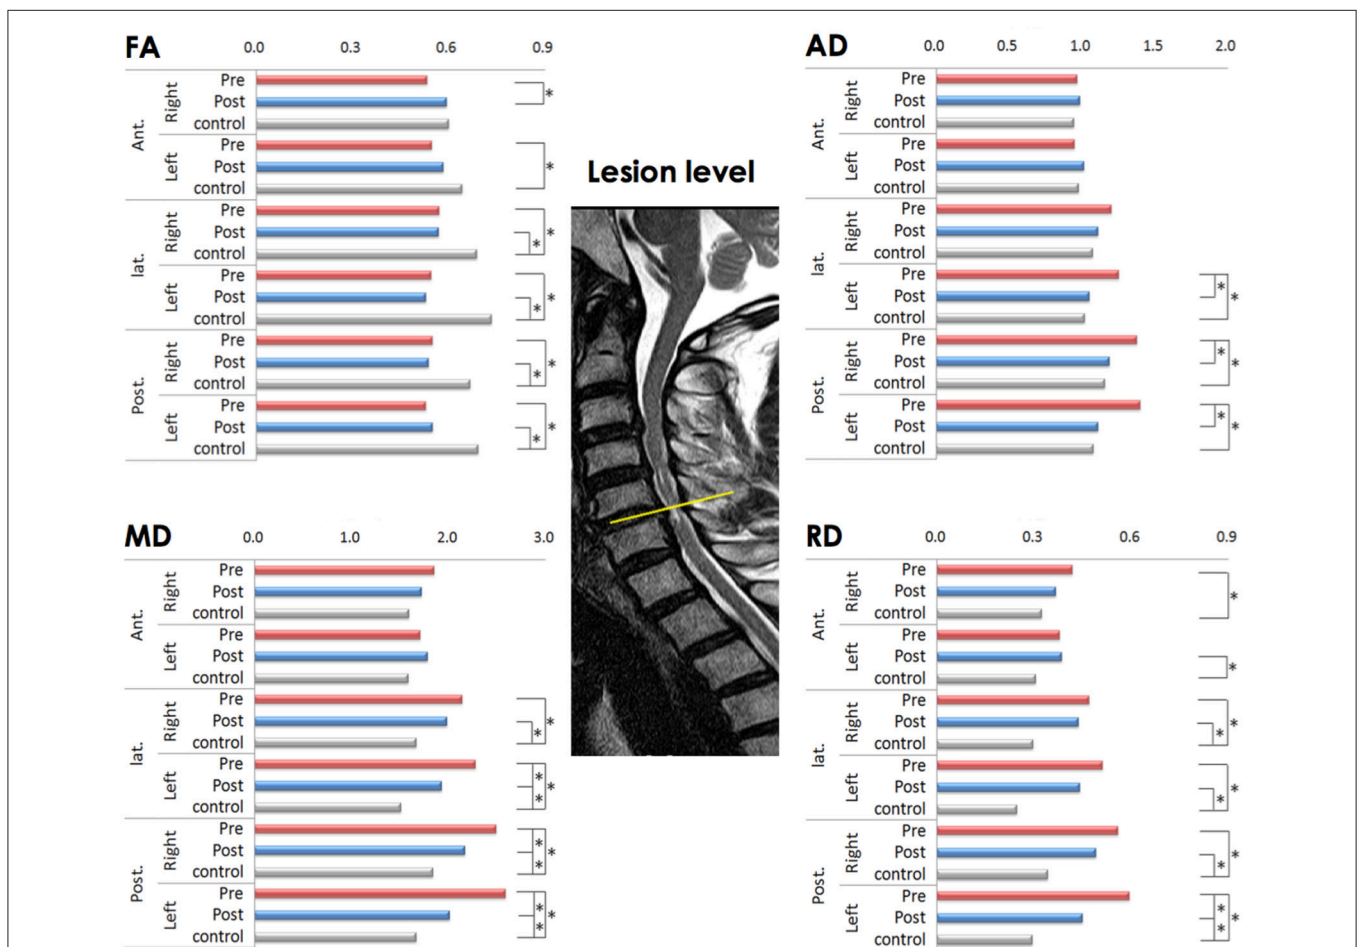 FA 0.0 0.3 0.6 0.9
Ant. Right Pre *
Post
control
Left Pre
Post *
control
lat. Right Pre
Post *
control *
Left Pre
Post *
control *
Post. Right Pre
Post *
control *
Left Pre
Post *
control *
Lesion level
AD 0.0 0.5 1.0 1.5 2.0
Ant. Right Pre
Post
control
Left Pre
Post
control
lat. Right Pre
Post
control
Left Pre *
Post *
control
Post. Right Pre *
Post *
control
Left Pre *
Post *
control
MD 0.0 1.0 2.0 3.0
Ant. Right Pre
Post
control
Left Pre
Post
control
lat. Right Pre
Post *
control *
Left Pre *
Post *
control *
Post. Right Pre *
Post *
control *
Left Pre *
Post *
control *
RD 0.0 0.3 0.6 0.9
Ant. Right Pre
Post *
control
Left Pre
Post *
control
lat. Right Pre
Post *
control *
Left Pre
Post *
control *
Post. Right Pre
Post *
control *
Left Pre *
Post *
control *